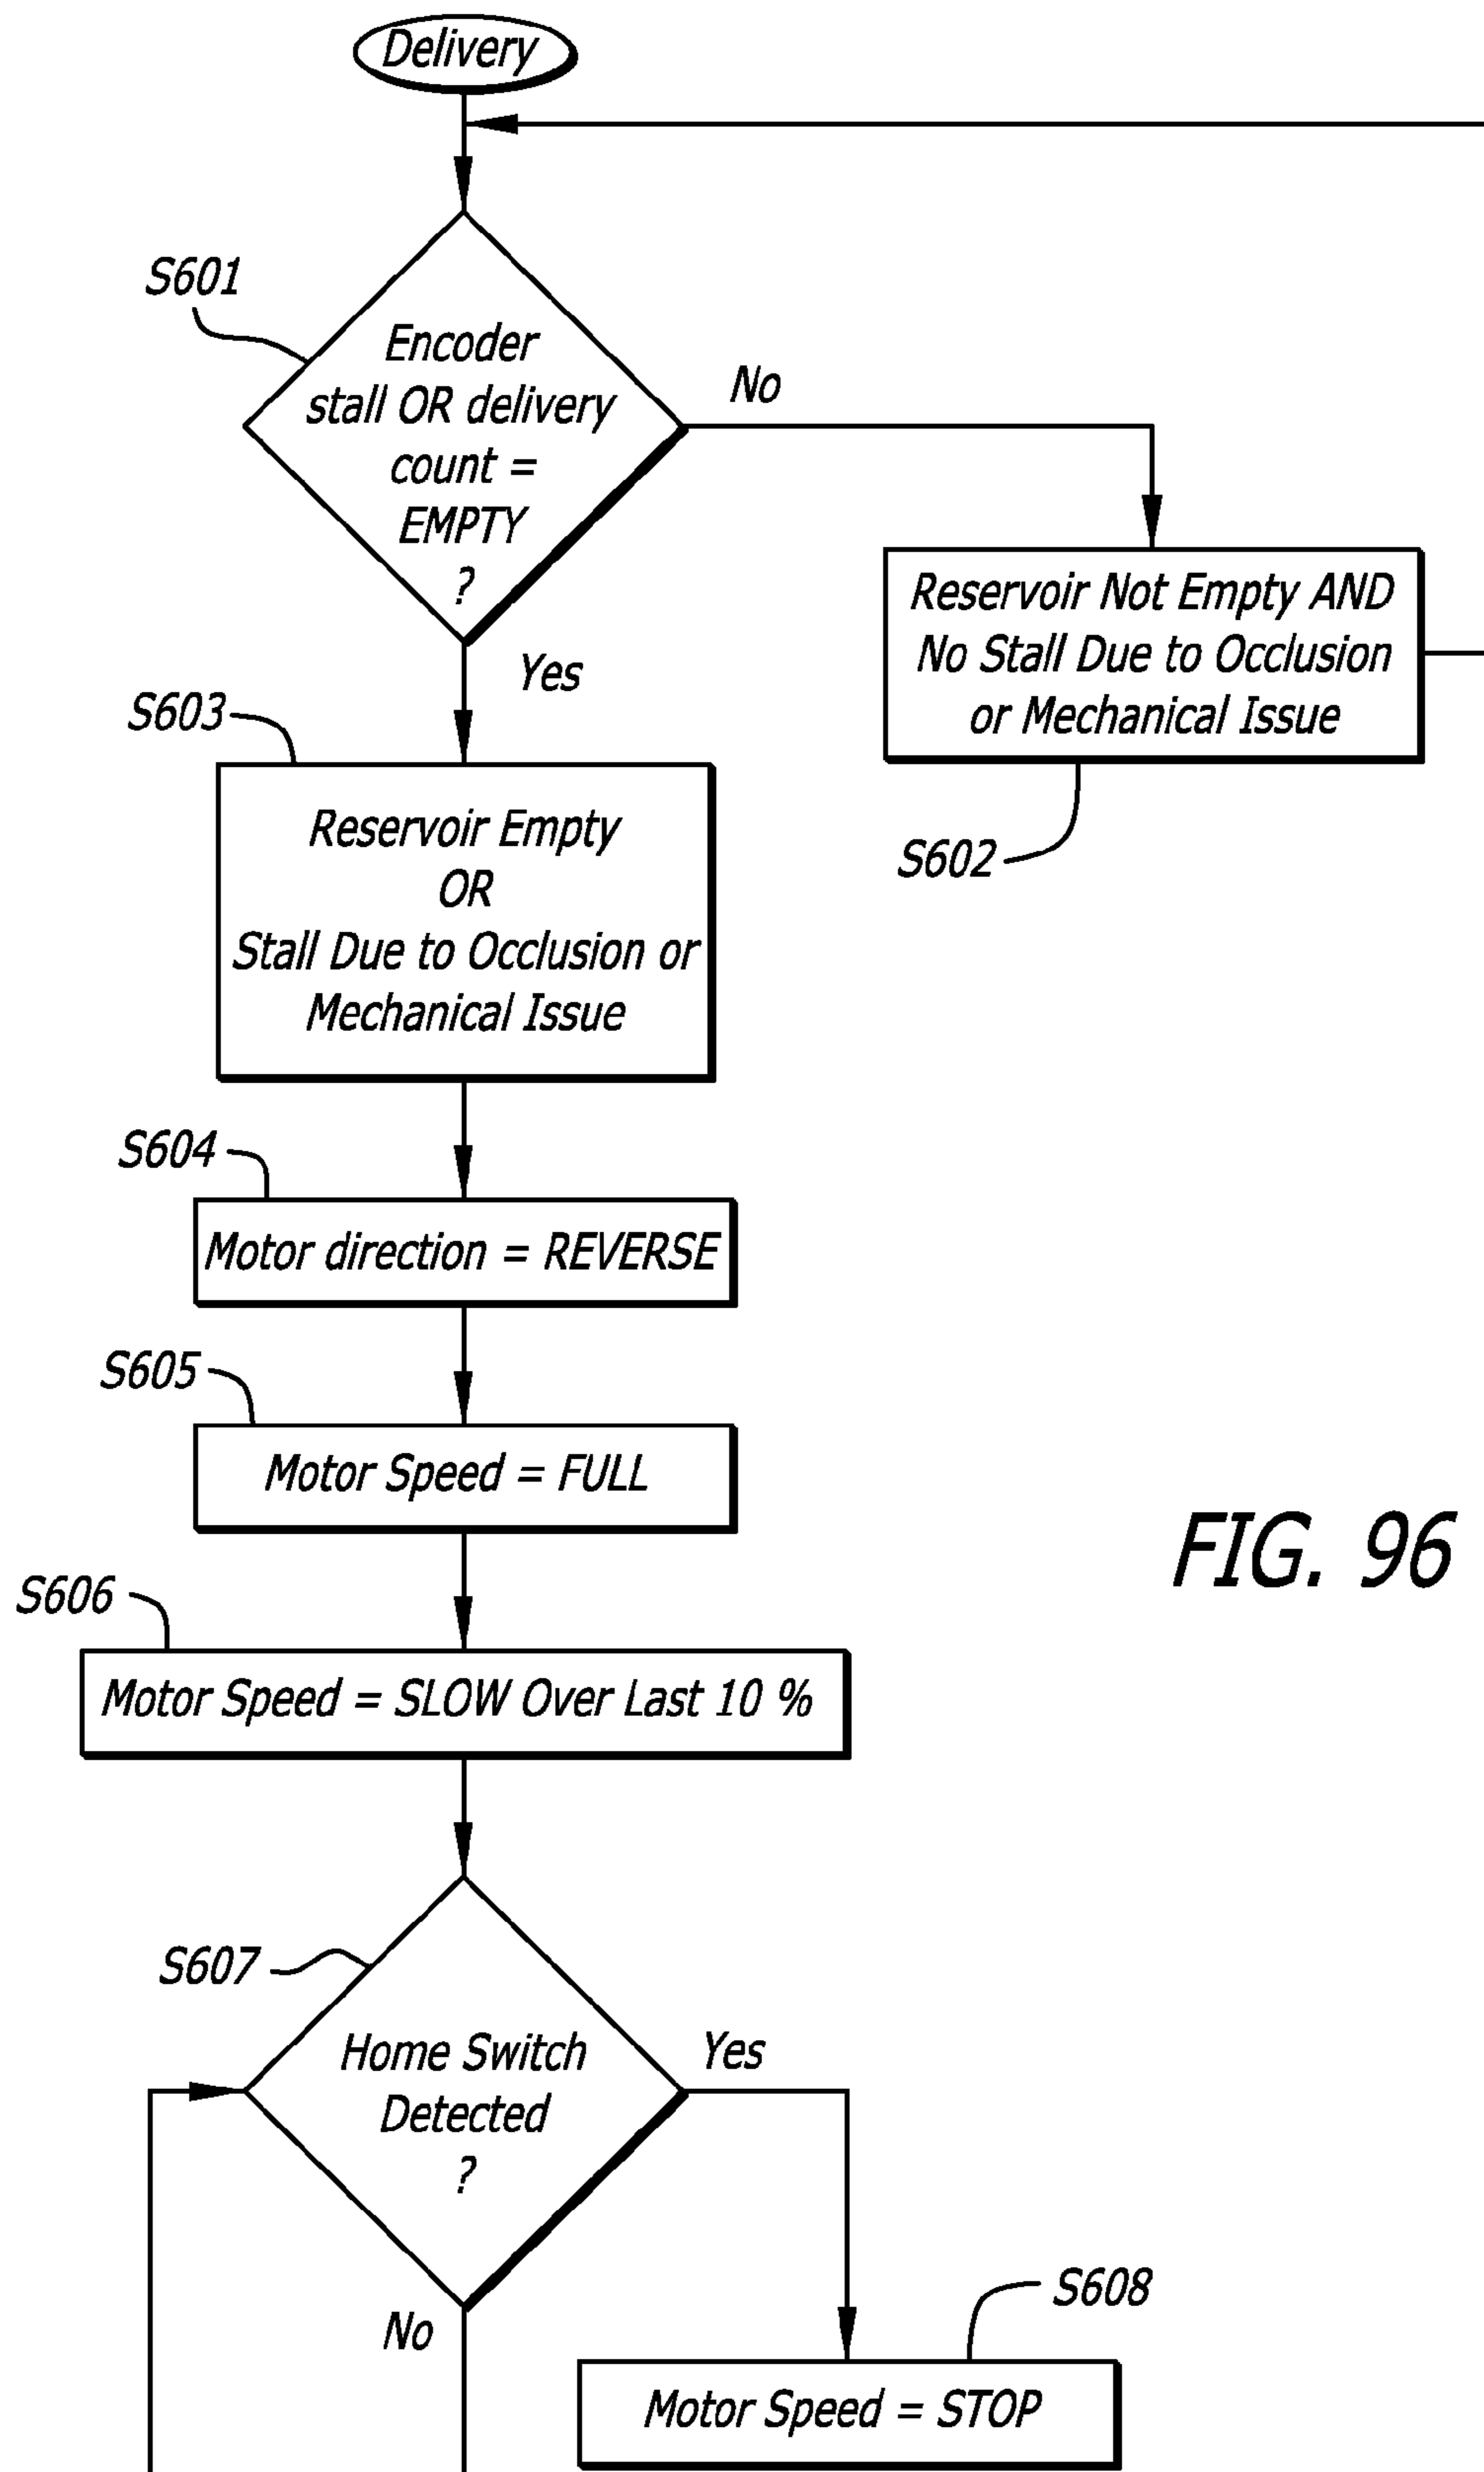 Delivery
S601
Encoder
stall OR delivery
count =
EMPTY
?
No
Yes
Reservoir Not Empty AND
No Stall Due to Occlusion
or Mechanical Issue
S602
S603
Reservoir Empty
OR
Stall Due to Occlusion or
Mechanical Issue
S604
Motor direction = REVERSE
S605
Motor Speed = FULL
FIG. 96
S606
Motor Speed = SLOW Over Last 10 %
S607
Home Switch
Detected
?
Yes
No
S608
Motor Speed = STOP